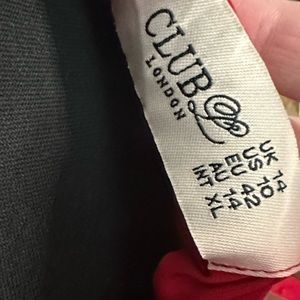 CLUB L
LONDON
UK 14
US 10
EU 42
AU 14
INT XL